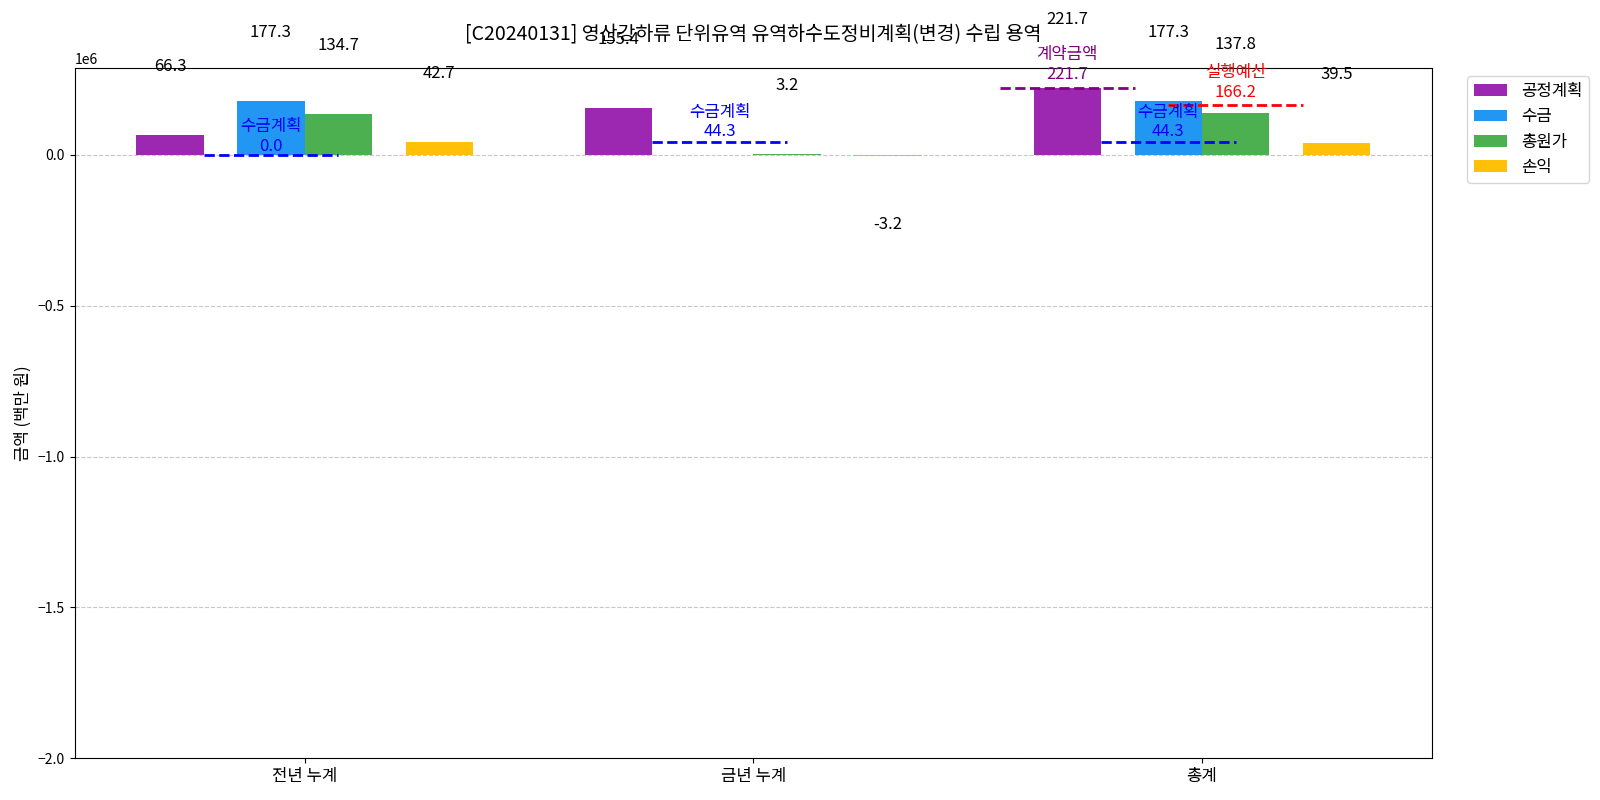 [C20240131] 영산강하류 단위유역 유역하수도정비계획(변경) 수립 용역
1e6
66.3
177.3
134.7
42.7
155.4
3.2
-3.2
221.7
177.3
137.8
39.5
수금계획
0.0
수금계획
44.3
계약금액
221.7
수금계획
44.3
실행예산
166.2
공정계획
수금
총원가
손익
0.0
−0.5
−1.0
−1.5
−2.0
금액 (백만 원)
전년 누계
금년 누계
총계